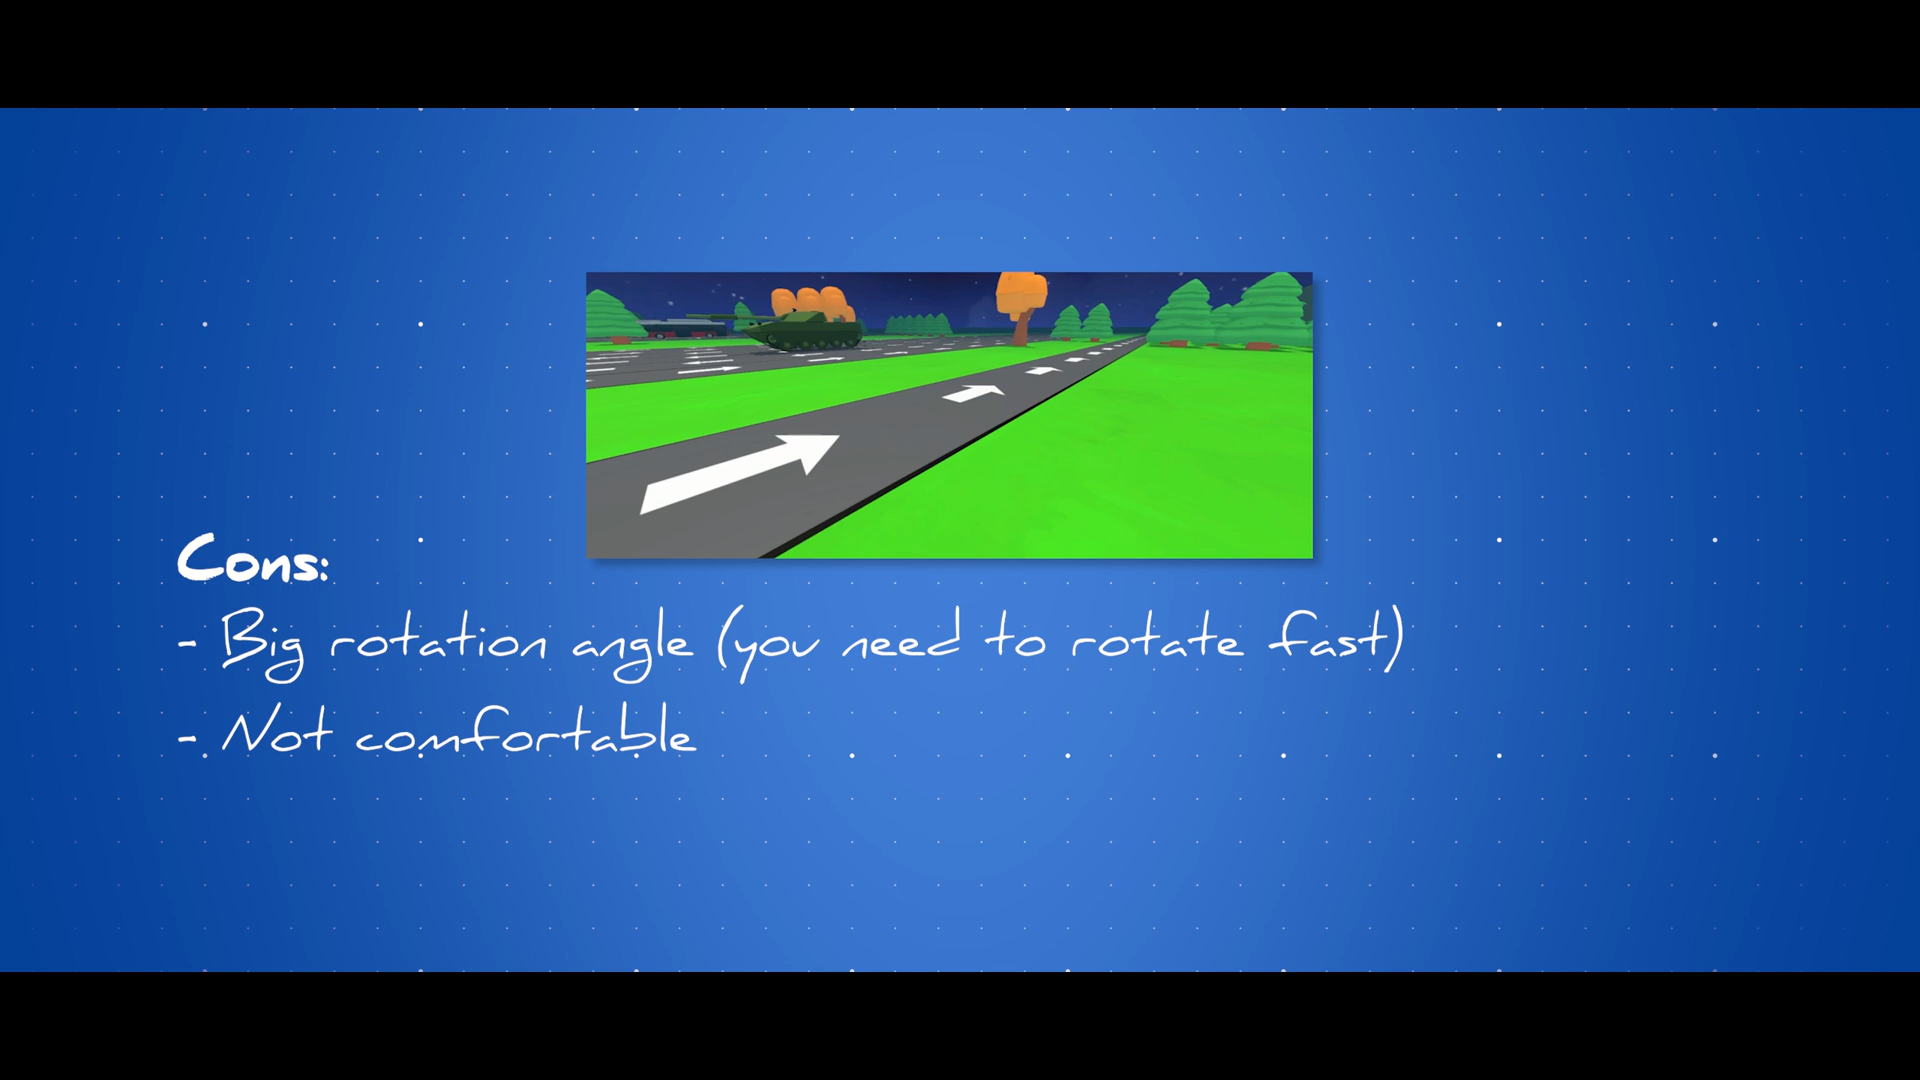 Cons:
- Big rotation angle (you need to rotate fast)
- Not comfortable